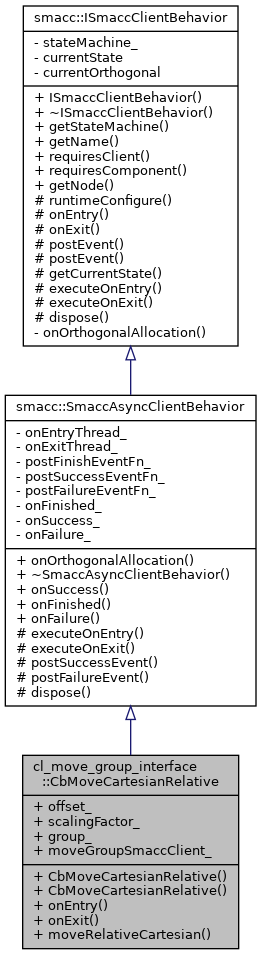 smacc::ISmaccClientBehavior
- stateMachine_
- currentState
- currentOrthogonal
+ ISmaccClientBehavior()
+ ~ISmaccClientBehavior()
+ getStateMachine()
+ getName()
+ requiresClient()
+ requiresComponent()
+ getNode()
# runtimeConfigure()
# onEntry()
# onExit()
# postEvent()
# postEvent()
# getCurrentState()
# executeOnEntry()
# executeOnExit()
# dispose()
- onOrthogonalAllocation()
smacc::SmaccAsyncClientBehavior
- onEntryThread_
- onExitThread_
- postFinishEventFn_
- postSuccessEventFn_
- postFailureEventFn_
- onFinished_
- onSuccess_
- onFailure_
+ onOrthogonalAllocation()
+ ~SmaccAsyncClientBehavior()
+ onSuccess()
+ onFinished()
+ onFailure()
# executeOnEntry()
# executeOnExit()
# postSuccessEvent()
# postFailureEvent()
# dispose()
cl_move_group_interface
::CbMoveCartesianRelative
+ offset_
+ scalingFactor_
+ group_
+ moveGroupSmaccClient_
+ CbMoveCartesianRelative()
+ CbMoveCartesianRelative()
+ onEntry()
+ onExit()
+ moveRelativeCartesian()